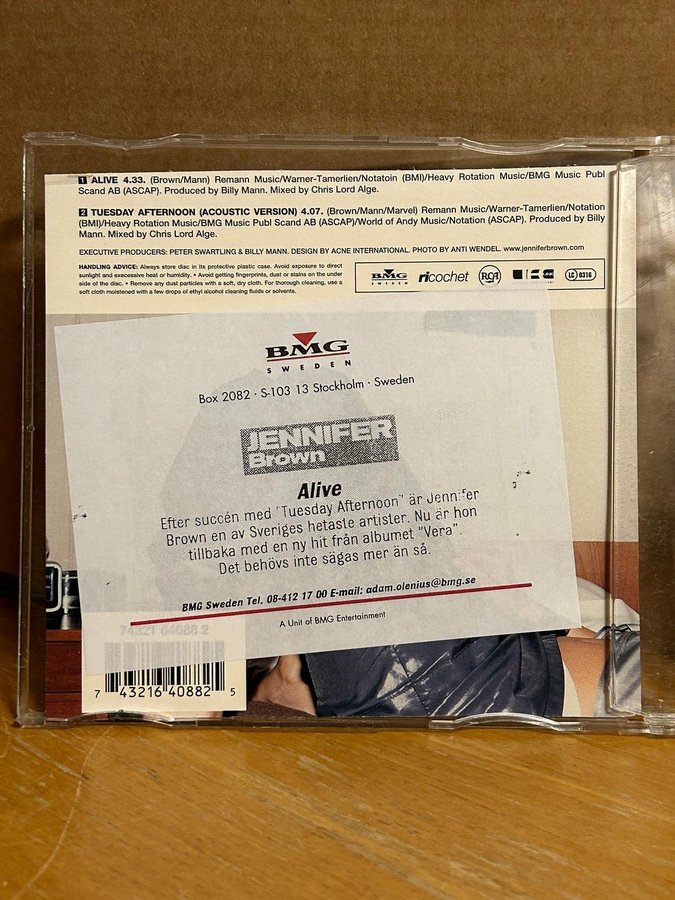 1 ALIVE 4.33. (Brown/Mann) Remann Music/Warner-Tamerlien/Notatoin (BMI)/Heavy Rotation Music/BMG Music Publ
Scand AB (ASCAP). Produced by Billy Mann. Mixed by Chris Lord Alge.
2 TUESDAY AFTERNOON (ACOUSTIC VERSION) 4.07. (Brown/Mann/Marvel) Remann Music/Warner-Tamerlien/Notation
(BMI)/Heavy Rotation Music/BMG Music Publ Scand AB (ASCAP)/World of Andy Music/Notation (ASCAP). Produced by Billy
Mann. Mixed by Chris Lord Alge.
EXECUTIVE PRODUCERS: PETER SWARTLING & BILLY MANN. DESIGN BY ACNE INTERNATIONAL. PHOTO BY ANTI WENDEL. www.jenniferbrown.com
HANDLING ADVICE: Always store disc in its protective plastic case. Avoid exposure to direct
sunlight and excessive heat or humidity. • Avoid getting fingerprints, dust or stains on the under
side of the disc. • Remove any dust particles with a soft, dry cloth. For thorough cleaning, use a
soft cloth moistened with a few drops of ethyl alcohol cleaning fluids or solvents.
BMG SWEDEN ricochet RCA LC 0316
BMG
SWEDEN
Box 2082 · S-103 13 Stockholm · Sweden
JENNIFER
Brown
Alive
Efter succén med "Tuesday Afternoon" är Jennifer
Brown en av Sveriges hetaste artister. Nu är hon
tillbaka med en ny hit från albumet "Vera".
Det behövs inte sägas mer än så.
BMG Sweden Tel. 08-412 17 00 E-mail: adam.olenius@bmg.se
A Unit of BMG Entertainment
74321 64088 2
7 43216 40882 5